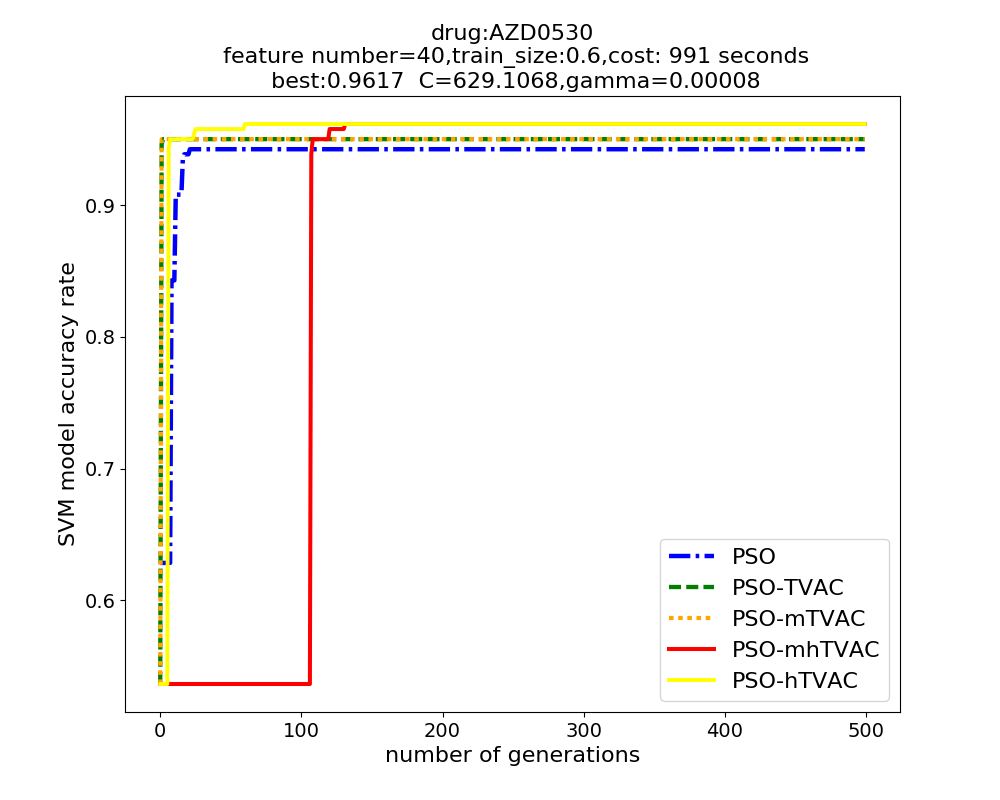 drug:AZD0530
feature number=40,train_size:0.6,cost: 991 seconds
best:0.9617  C=629.1068,gamma=0.00008
SVM model accuracy rate
0.9
0.8
0.7
0.6
PSO
PSO-TVAC
PSO-mTVAC
PSO-mhTVAC
PSO-hTVAC
0 100 200 300 400 500
number of generations